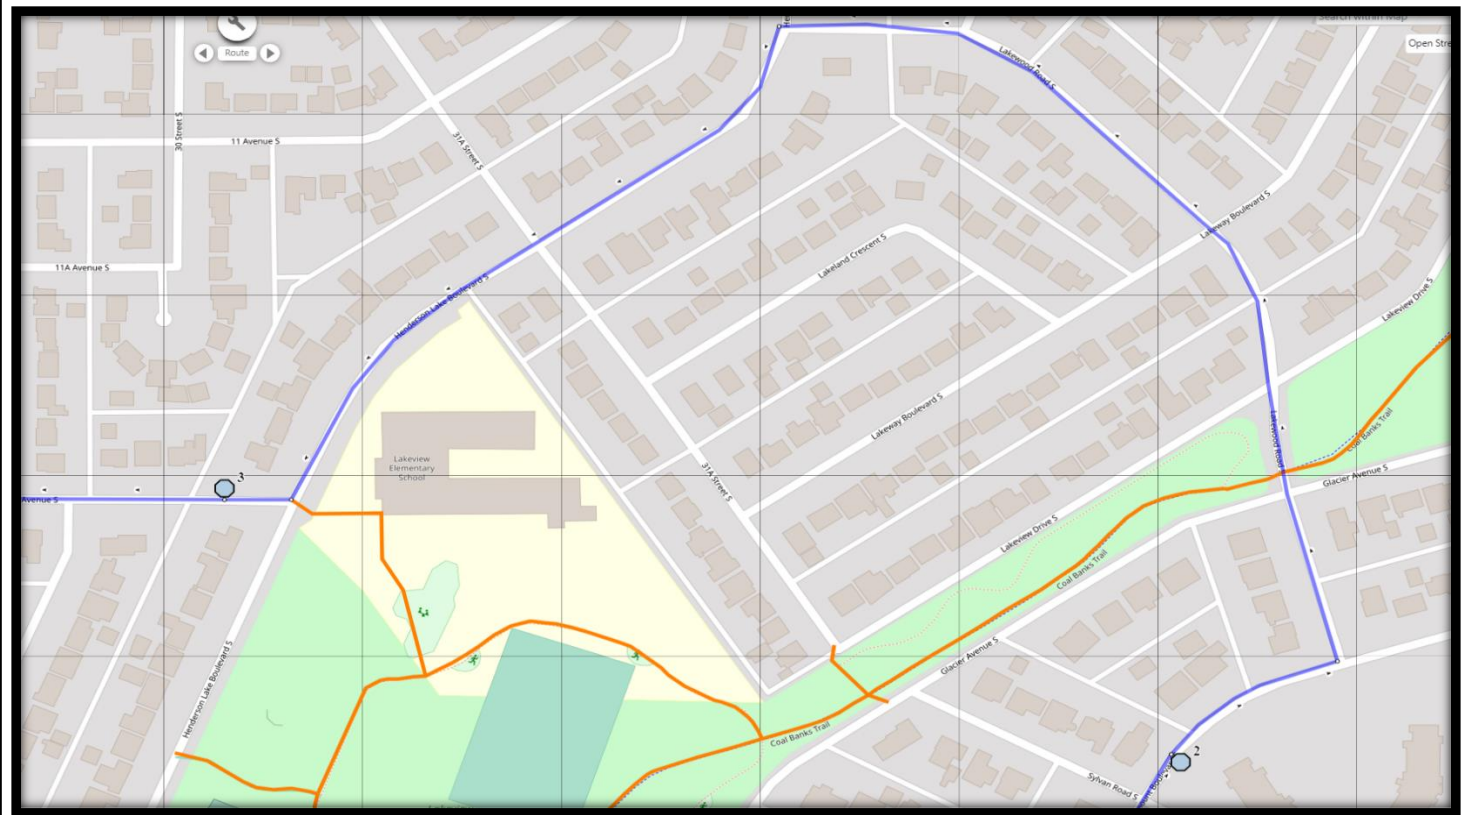 Search Within Map
Route
Lakewood Road S
Open Stre
30 Street S
11 Avenue S
31A Street S
Lakeway Boulevard S
Lakeland Crescent S
11A Avenue S
Henderson Lake Boulevard S
Lakeview Drive S
Lakeway Boulevard S
Coal Banks Trail
Lakewood Road S
Lakeview
Elementary
School
31A Street S
Glacier Avenue S
3
Avenue S
Lakeview Drive S
Coal Banks Trail
Glacier Avenue S
Henderson Lake Boulevard S
Coal Banks Trail
2
Sylvan Road S